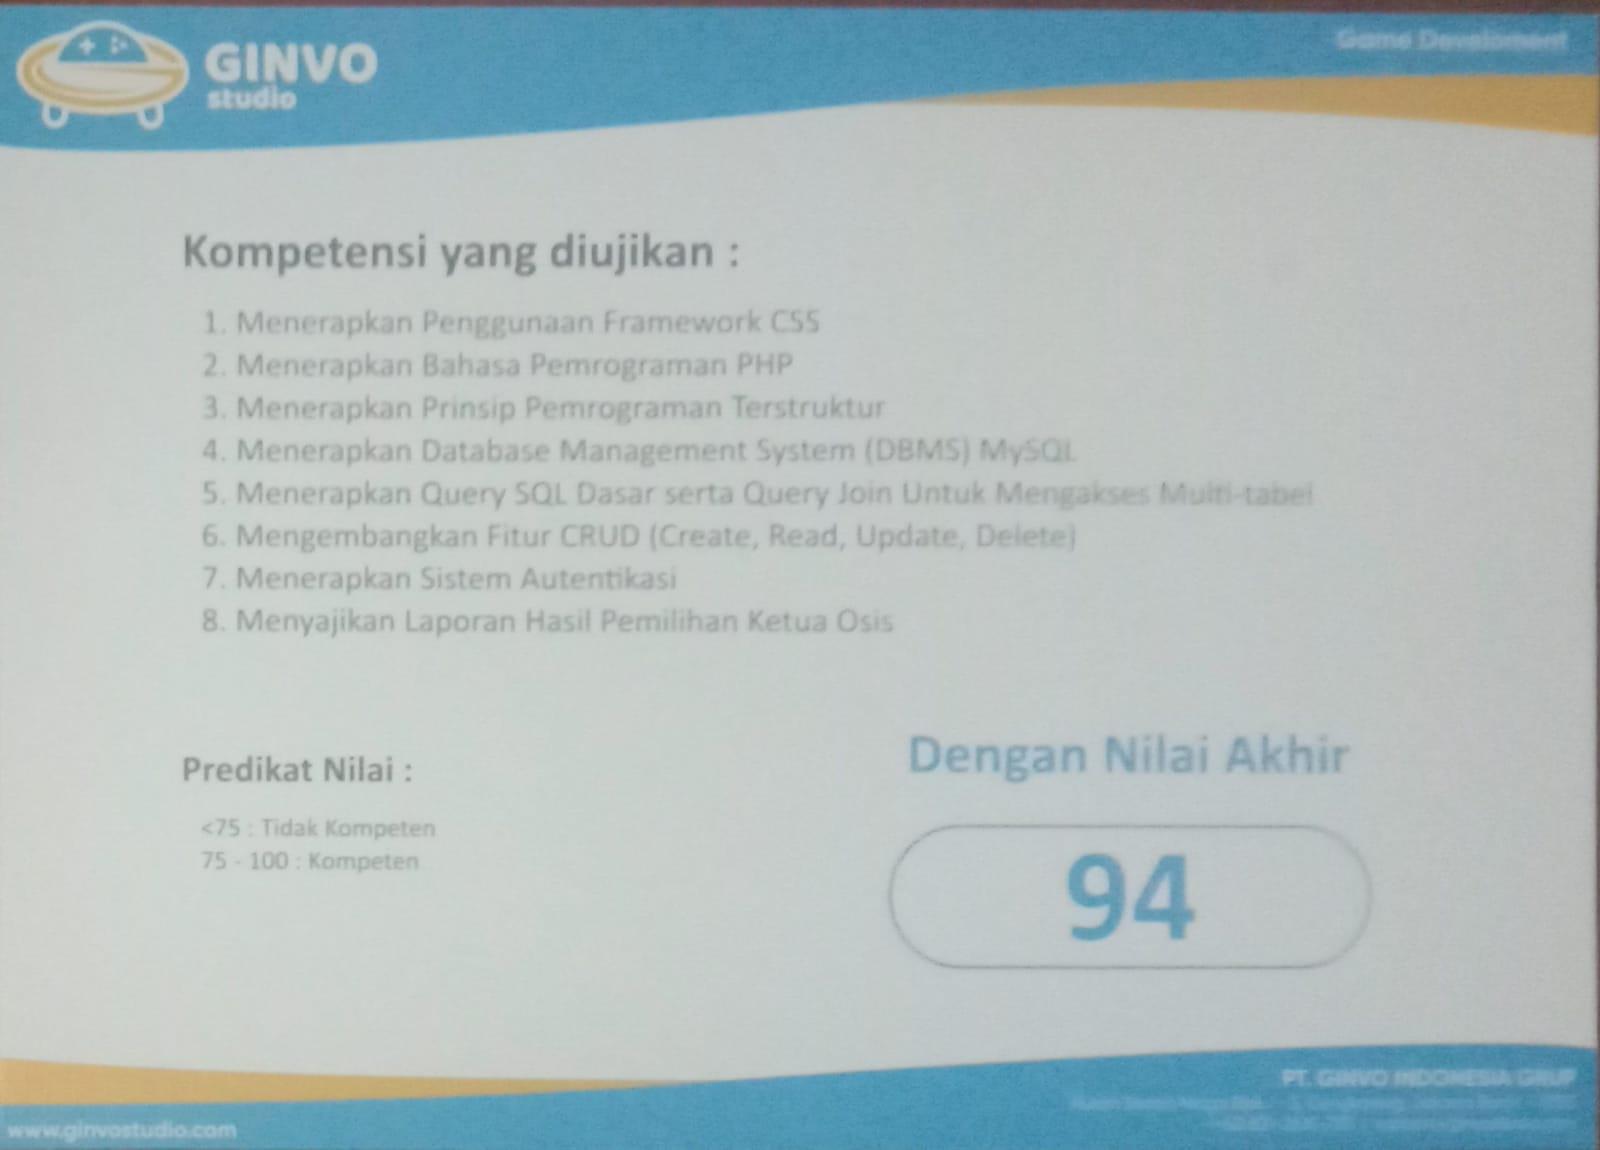 GINVO
studio
Game Develoment
Kompetensi yang diujikan :
1. Menerapkan Penggunaan Framework CSS
2. Menerapkan Bahasa Pemrograman PHP
3. Menerapkan Prinsip Pemrograman Terstruktur
4. Menerapkan Database Management System (DBMS) MySQL
5. Menerapkan Query SQL Dasar serta Query Join Untuk Mengakses Multi-tabel
6. Mengembangkan Fitur CRUD (Create, Read, Update, Delete)
7. Menerapkan Sistem Autentikasi
8. Menyajikan Laporan Hasil Pemilihan Ketua Osis
Predikat Nilai :
<75 : Tidak Kompeten
75 - 100 : Kompeten
Dengan Nilai Akhir
94
www.ginvostudio.com
PT. GINVO INDONESIA GRUP